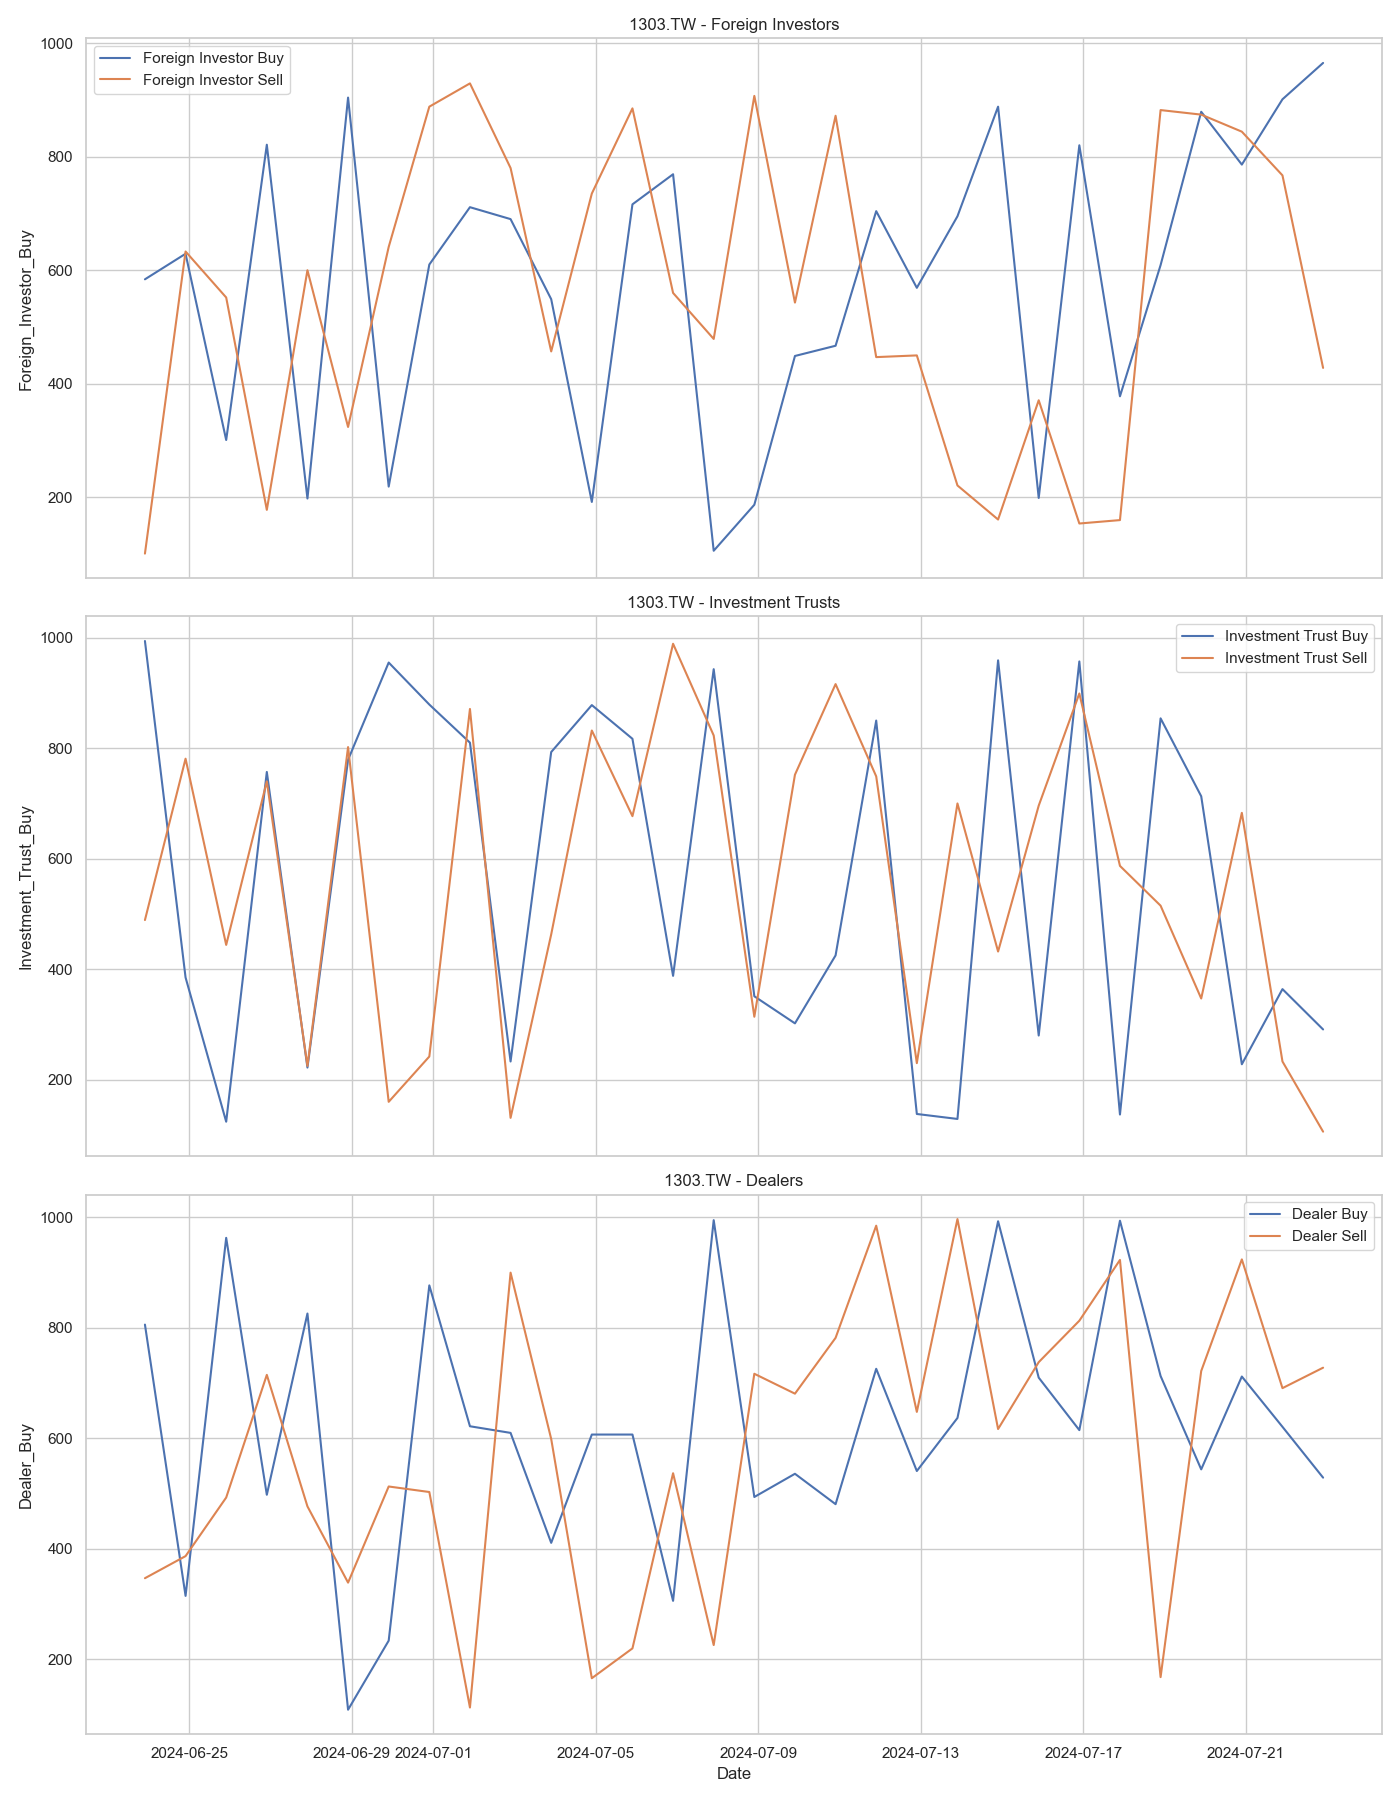 1303.TW - Foreign Investors
Foreign Investor Buy
Foreign Investor Sell
Foreign_Investor_Buy
1000
800
600
400
200
1303.TW - Investment Trusts
Investment Trust Buy
Investment Trust Sell
Investment_Trust_Buy
1000
800
600
400
200
1303.TW - Dealers
Dealer Buy
Dealer Sell
Dealer_Buy
1000
800
600
400
200
2024-06-25 2024-06-29 2024-07-01 2024-07-05 2024-07-09 2024-07-13 2024-07-17 2024-07-21
Date